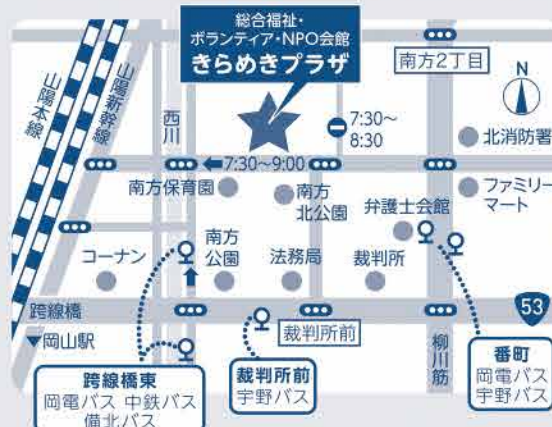 総合福祉・
ボランティア・NPO会館
きらめきプラザ
南方2丁目
N
山陽本線
山陽新幹線
西川
7:30〜
8:30
北消防署
7:30〜9:00
南方保育園
南方
北公園
ファミリー
マート
弁護士会館
コーナン
南方
公園
法務局
裁判所
跨線橋
53
岡山駅
裁判所前
柳川筋
跨線橋東
岡電バス 中鉄バス
備北バス
裁判所前
宇野バス
番町
岡電バス
宇野バス